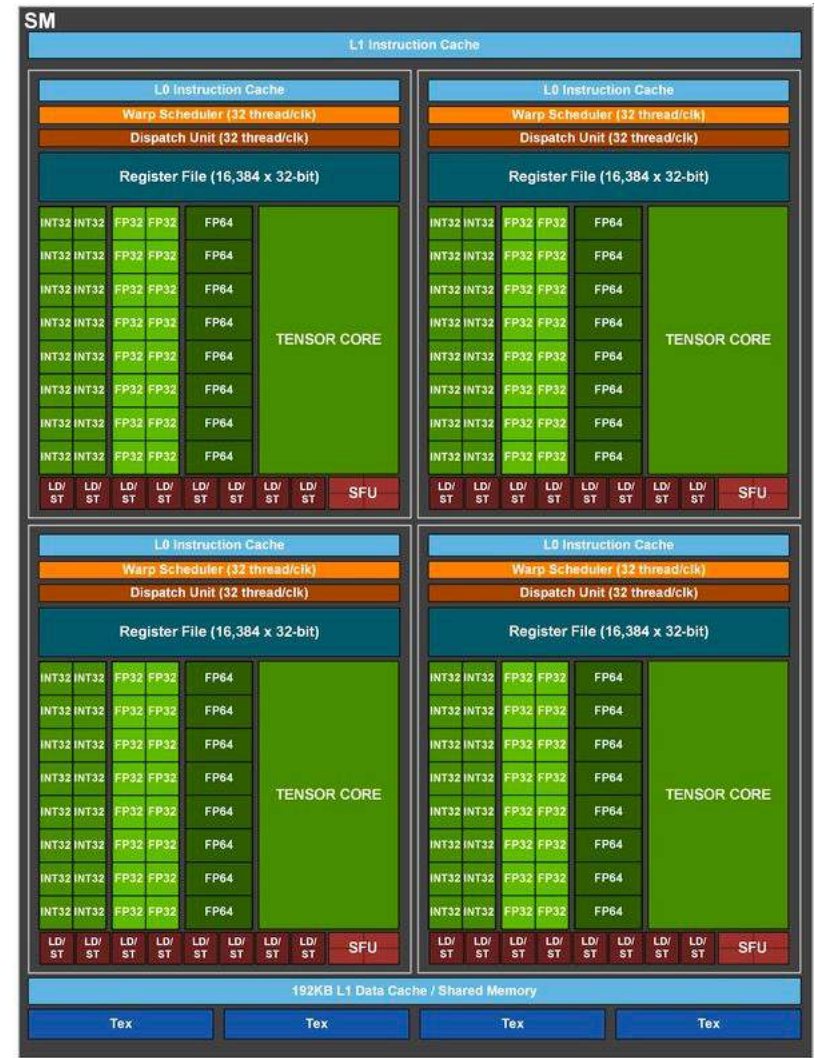 SM
L1 Instruction Cache
L0 Instruction Cache
Warp Scheduler (32 thread/clk)
Dispatch Unit (32 thread/clk)
Register File (16,384 x 32-bit)
INT32 INT32 FP32 FP32 FP64
INT32 INT32 FP32 FP32 FP64
INT32 INT32 FP32 FP32 FP64
INT32 INT32 FP32 FP32 FP64
TENSOR CORE
INT32 INT32 FP32 FP32 FP64
INT32 INT32 FP32 FP32 FP64
INT32 INT32 FP32 FP32 FP64
INT32 INT32 FP32 FP32 FP64
LD/ LD/ LD/ LD/ LD/ LD/ LD/ LD/
ST ST ST ST ST ST ST ST
SFU
L0 Instruction Cache
Warp Scheduler (32 thread/clk)
Dispatch Unit (32 thread/clk)
Register File (16,384 x 32-bit)
INT32 INT32 FP32 FP32 FP64
INT32 INT32 FP32 FP32 FP64
INT32 INT32 FP32 FP32 FP64
INT32 INT32 FP32 FP32 FP64
TENSOR CORE
INT32 INT32 FP32 FP32 FP64
INT32 INT32 FP32 FP32 FP64
INT32 INT32 FP32 FP32 FP64
INT32 INT32 FP32 FP32 FP64
LD/ LD/ LD/ LD/ LD/ LD/ LD/ LD/
ST ST ST ST ST ST ST ST
SFU
L0 Instruction Cache
Warp Scheduler (32 thread/clk)
Dispatch Unit (32 thread/clk)
Register File (16,384 x 32-bit)
INT32 INT32 FP32 FP32 FP64
INT32 INT32 FP32 FP32 FP64
INT32 INT32 FP32 FP32 FP64
INT32 INT32 FP32 FP32 FP64
TENSOR CORE
INT32 INT32 FP32 FP32 FP64
INT32 INT32 FP32 FP32 FP64
INT32 INT32 FP32 FP32 FP64
INT32 INT32 FP32 FP32 FP64
LD/ LD/ LD/ LD/ LD/ LD/ LD/ LD/
ST ST ST ST ST ST ST ST
SFU
L0 Instruction Cache
Warp Scheduler (32 thread/clk)
Dispatch Unit (32 thread/clk)
Register File (16,384 x 32-bit)
INT32 INT32 FP32 FP32 FP64
INT32 INT32 FP32 FP32 FP64
INT32 INT32 FP32 FP32 FP64
INT32 INT32 FP32 FP32 FP64
TENSOR CORE
INT32 INT32 FP32 FP32 FP64
INT32 INT32 FP32 FP32 FP64
INT32 INT32 FP32 FP32 FP64
INT32 INT32 FP32 FP32 FP64
LD/ LD/ LD/ LD/ LD/ LD/ LD/ LD/
ST ST ST ST ST ST ST ST
SFU
192KB L1 Data Cache / Shared Memory
Tex Tex Tex Tex